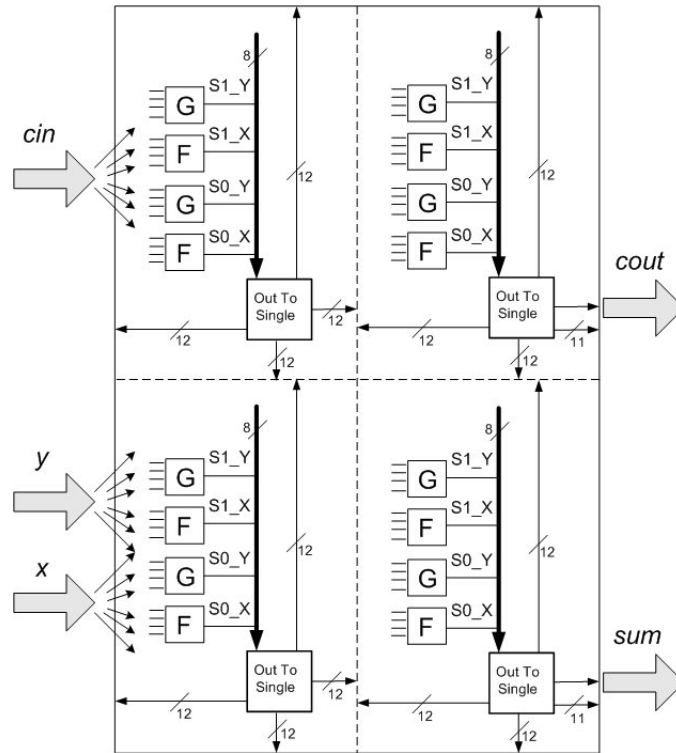 8
8
S1_Y
G
S1_Y
G
cin
S1_X
F
S1_X
F
12
12
S0_Y
G
S0_Y
G
S0_X
F
S0_X
F
cout
Out To
Single
Out To
Single
12
12
12
11
12
12
8
8
S1_Y
G
S1_Y
G
y
S1_X
F
S1_X
F
12
12
x
S0_Y
G
S0_Y
G
S0_X
F
S0_X
F
sum
Out To
Single
Out To
Single
12
12
12
11
12
12